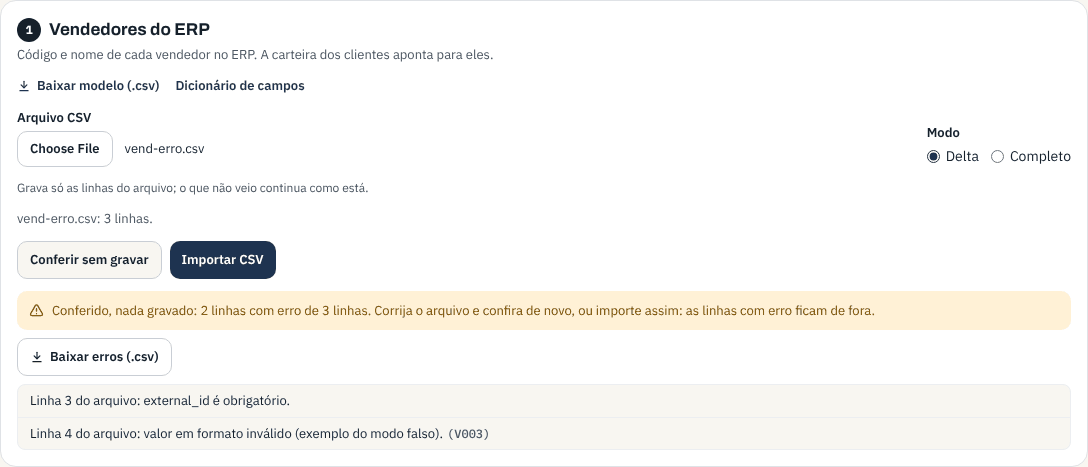 1 Vendedores do ERP
Código e nome de cada vendedor no ERP. A carteira dos clientes aponta para eles.
Baixar modelo (.csv) Dicionário de campos
Arquivo CSV
Choose File vend-erro.csv
Modo
Delta Completo
Grava só as linhas do arquivo; o que não veio continua como está.
vend-erro.csv: 3 linhas.
Conferir sem gravar Importar CSV
Conferido, nada gravado: 2 linhas com erro de 3 linhas. Corrija o arquivo e confira de novo, ou importe assim: as linhas com erro ficam de fora.
Baixar erros (.csv)
Linha 3 do arquivo: external_id é obrigatório.
Linha 4 do arquivo: valor em formato inválido (exemplo do modo falso). (V003)